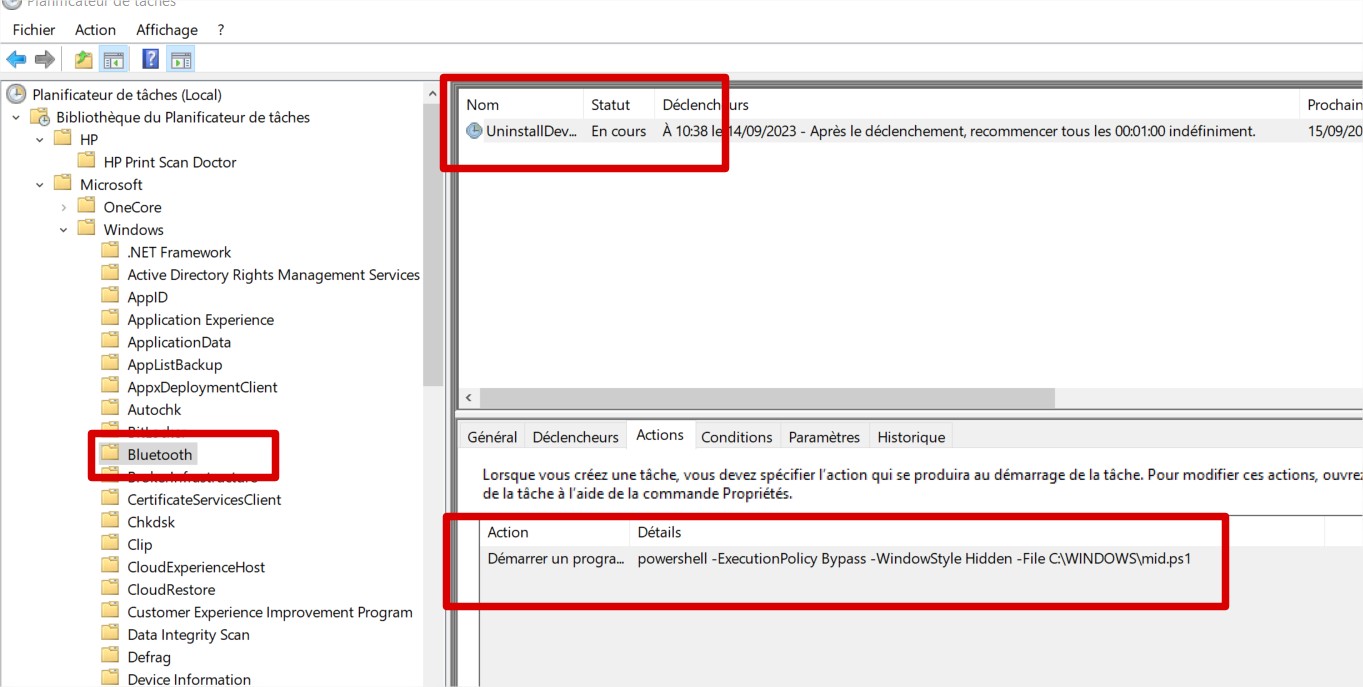 Planificateur de tâches
Fichier Action Affichage ?
Planificateur de tâches (Local)
Bibliothèque du Planificateur de tâches
HP
HP Print Scan Doctor
Microsoft
OneCore
Windows
.NET Framework
Active Directory Rights Management Services
AppID
Application Experience
ApplicationData
AppListBackup
AppxDeploymentClient
Autochk
BitLocker
Bluetooth
BrokerInfrastructure
CertificateServicesClient
Chkdsk
Clip
CloudExperienceHost
CloudRestore
Customer Experience Improvement Program
Data Integrity Scan
Defrag
Device Information
Nom Statut Déclencheurs Prochain
UninstallDev... En cours À 10:38 le 14/09/2023 - Après le déclenchement, recommencer tous les 00:01:00 indéfiniment. 15/09/20
Général Déclencheurs Actions Conditions Paramètres Historique
Lorsque vous créez une tâche, vous devez spécifier l'action qui se produira au démarrage de la tâche. Pour modifier ces actions, ouvrez
de la tâche à l'aide de la commande Propriétés.
Action Détails
Démarrer un progra... powershell -ExecutionPolicy Bypass -WindowStyle Hidden -File C:\WINDOWS\mid.ps1